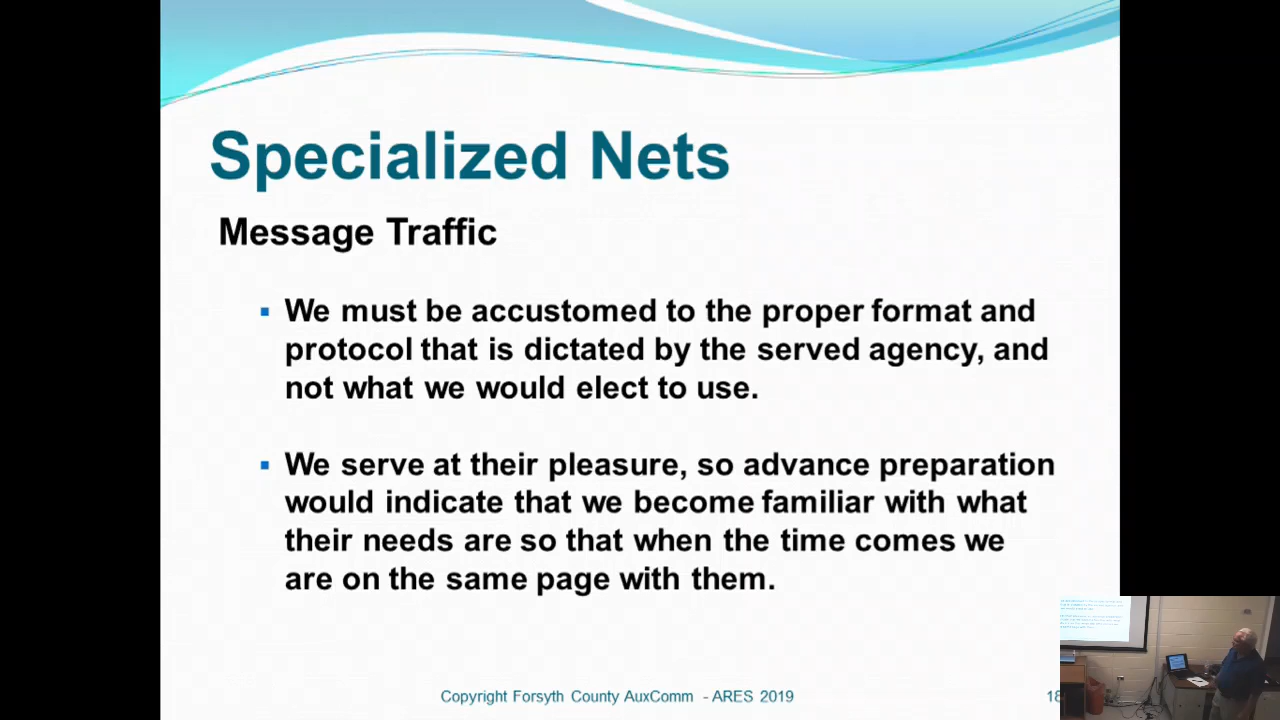 Specialized Nets
Message Traffic
▪ We must be accustomed to the proper format and
protocol that is dictated by the served agency, and
not what we would elect to use.
▪ We serve at their pleasure, so advance preparation
would indicate that we become familiar with what
their needs are so that when the time comes we
are on the same page with them.
Copyright Forsyth County AuxComm - ARES 2019
18